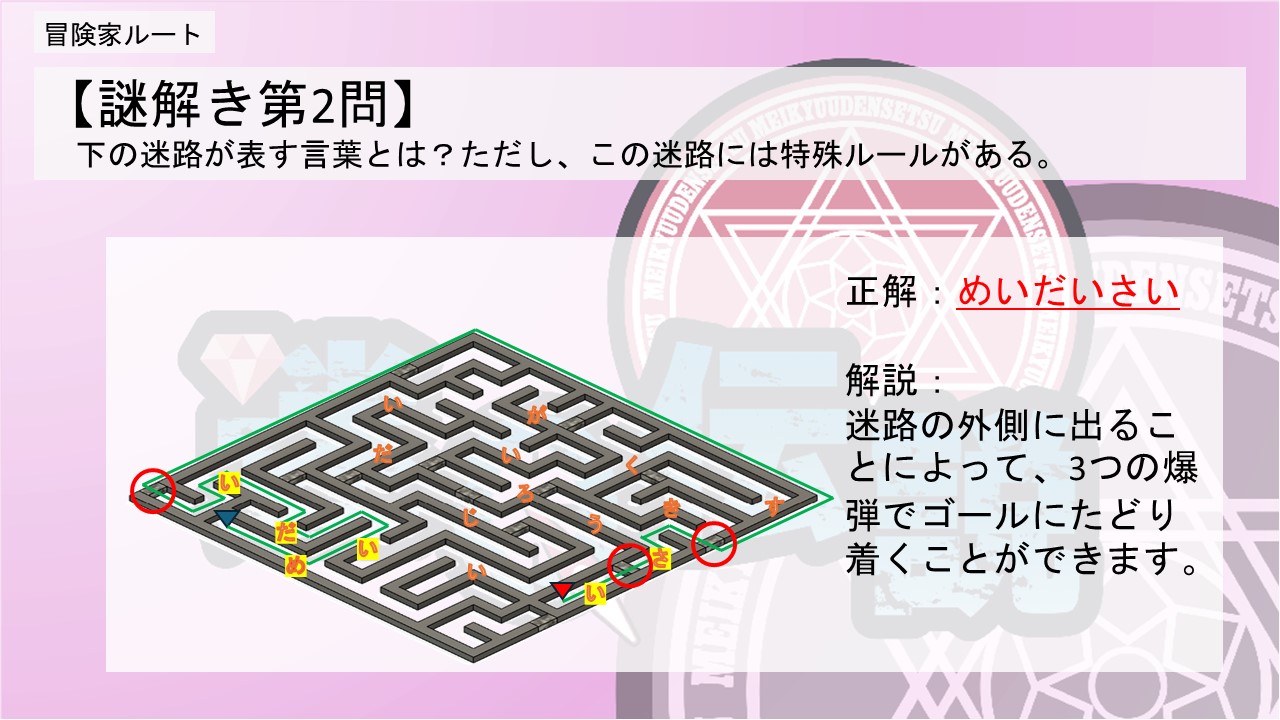 冒険家ルート
【謎解き第2問】
下の迷路が表す言葉とは？ただし、この迷路には特殊ルールがある。
MEIKYUUDENSETSU
正解：めいだいさい
解説：
迷路の外側に出るこ
とによって、3つの爆
弾でゴールにたどり
着くことができます。
い
が
だ
い
く
い
ろ
き
す
じ
う
だ
い
さ
め
い
い